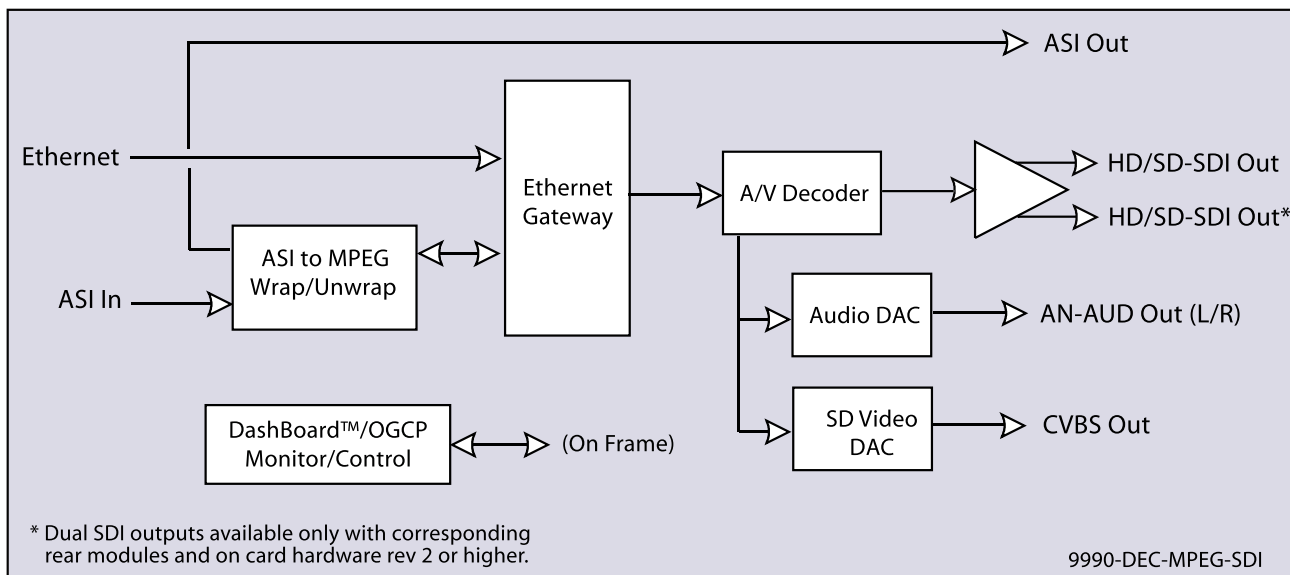 ASI Out
Ethernet
Ethernet
Gateway
A/V Decoder
HD/SD-SDI Out
HD/SD-SDI Out*
ASI to MPEG
Wrap/Unwrap
ASI In
Audio DAC
AN-AUD Out (L/R)
DashBoard™/OGCP
Monitor/Control
(On Frame)
SD Video
DAC
CVBS Out
* Dual SDI outputs available only with corresponding
rear modules and on card hardware rev 2 or higher.
9990-DEC-MPEG-SDI